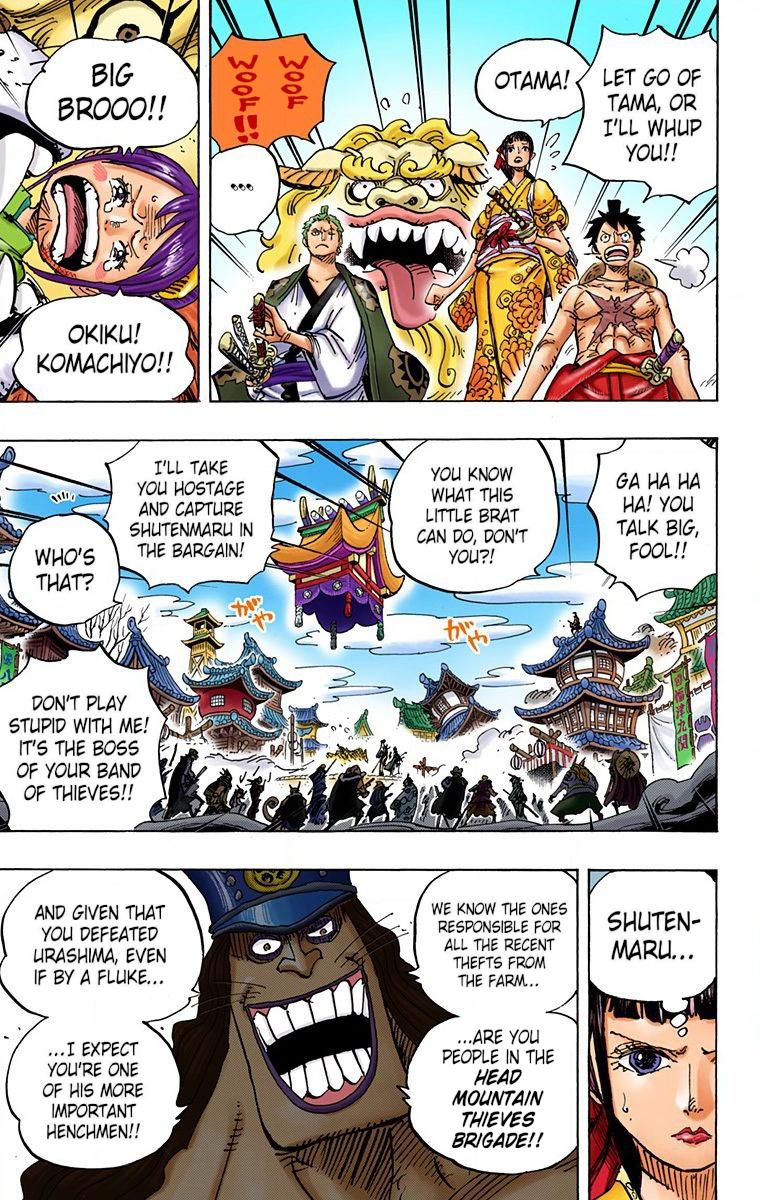 LET GO OF
TAMA, OR
I'LL WHUP
YOU!!
OTAMA!
WOOF
WOOF!!
...
BIG
BROOO!!
OKIKU!
KOMACHIYO!!
GA HA HA
HA! YOU
TALK BIG,
FOOL!!
YOU KNOW
WHAT THIS
LITTLE BRAT
CAN DO, DON'T
YOU?!
I'LL TAKE
YOU HOSTAGE
AND CAPTURE
SHUTENMARU
IN THE
BARGAIN!
WHO'S
THAT?
DON'T PLAY
STUPID WITH ME!
IT'S THE BOSS
OF YOUR BAND
OF THIEVES!!
がや
がや
SHUTEN-
MARU...
WE KNOW THE ONES
RESPONSIBLE FOR
ALL THE RECENT
THEFTS FROM
THE FARM...
...ARE YOU
PEOPLE IN THE
HEAD
MOUNTAIN
THIEVES
BRIGADE!!
AND GIVEN THAT
YOU DEFEATED
URASHIMA, EVEN
IF BY A FLUKE...
...I EXPECT
YOU'RE ONE
OF HIS MORE
IMPORTANT
HENCHMEN!!